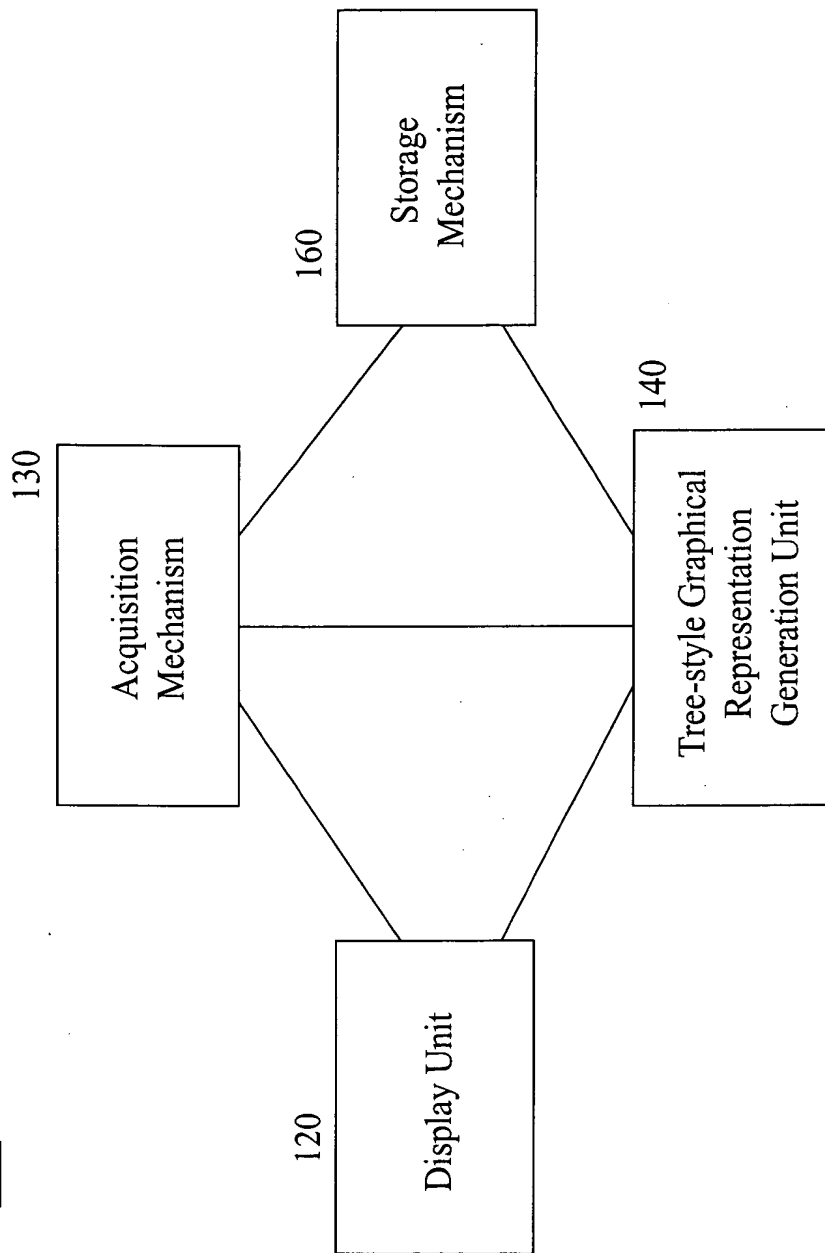 130
Acquisition
Mechanism
120
Display Unit
160
Storage
Mechanism
140
Tree-style Graphical
Representation
Generation Unit